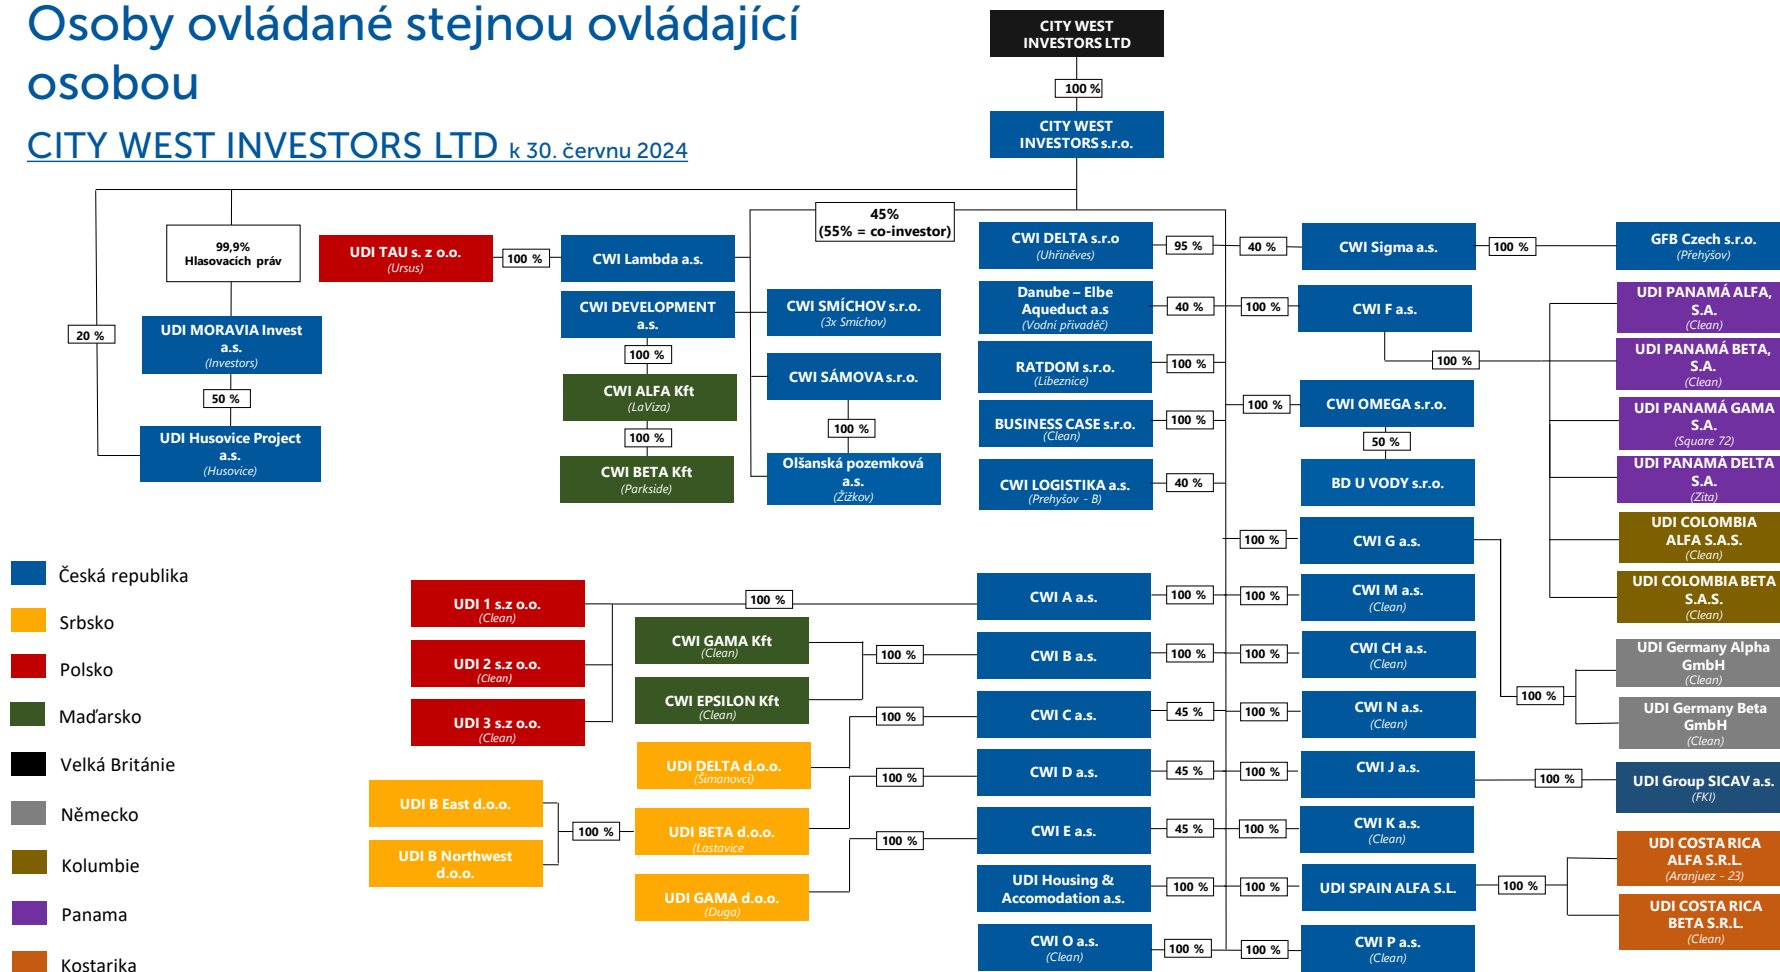 Osoby ovládané stejnou ovládající
osobou
CITY WEST INVESTORS LTD k 30. červnu 2024
CITY WEST
INVESTORS LTD
100 %
CITY WEST
INVESTORS s.r.o.
99,9%
Hlasovacích práv
20 %
UDI MORAVIA Invest
a.s.
(Investors)
50 %
UDI Husovice Project
a.s.
(Husovice)
UDI TAU s. z o.o.
(Ursus)
100 %
CWI Lambda a.s.
45%
(55% = co-investor)
CWI DEVELOPMENT
a.s.
100 %
CWI ALFA Kft
(LaViza)
100 %
CWI BETA Kft
(Parkside)
CWI SMÍCHOV s.r.o.
(3x Smíchov)
CWI SÁMOVA s.r.o.
100 %
Olšanská pozemková
a.s.
(Žižkov)
CWI DELTA s.r.o
(Uhříněves)
95 %
40 %
CWI Sigma a.s.
100 %
GFB Czech s.r.o.
(Přehýšov)
Danube – Elbe
Aqueduct a.s
(Vodní přivaděč)
40 %
100 %
CWI F a.s.
100 %
RATDOM s.r.o.
(Libeznice)
100 %
BUSINESS CASE s.r.o.
(Clean)
100 %
100 %
CWI OMEGA s.r.o.
50 %
BD U VODY s.r.o.
CWI LOGISTIKA a.s.
(Prehyšov - B)
40 %
UDI PANAMÁ ALFA,
S.A.
(Clean)
UDI PANAMÁ BETA,
S.A.
(Clean)
UDI PANAMÁ GAMA
S.A.
(Square 72)
UDI PANAMÁ DELTA
S.A.
(Zita)
UDI COLOMBIA
ALFA S.A.S.
(Clean)
UDI COLOMBIA BETA
S.A.S.
(Clean)
100 %
CWI G a.s.
100 %
UDI Germany Alpha
GmbH
(Clean)
UDI Germany Beta
GmbH
(Clean)
Česká republika
Srbsko
Polsko
Maďarsko
Velká Británie
Německo
Kolumbie
Panama
Kostarika
UDI 1 s.z o.o.
(Clean)
UDI 2 s.z o.o.
(Clean)
UDI 3 s.z o.o.
(Clean)
100 %
CWI A a.s.
100 %
100 %
CWI M a.s.
(Clean)
CWI GAMA Kft
(Clean)
CWI EPSILON Kft
(Clean)
100 %
CWI B a.s.
100 %
100 %
CWI CH a.s.
(Clean)
UDI DELTA d.o.o.
(Šimanovci)
100 %
CWI C a.s.
45 %
100 %
CWI N a.s.
(Clean)
UDI B East d.o.o.
UDI B Northwest
d.o.o.
100 %
UDI BETA d.o.o.
(Lastavice
100 %
CWI D a.s.
45 %
100 %
CWI J a.s.
100 %
UDI Group SICAV a.s.
(FKI)
UDI GAMA d.o.o.
(Duga)
100 %
CWI E a.s.
45 %
100 %
CWI K a.s.
(Clean)
UDI Housing &
Accomodation a.s.
100 %
100 %
UDI SPAIN ALFA S.L.
100 %
UDI COSTA RICA
ALFA S.R.L.
(Aranjuez - 23)
UDI COSTA RICA
BETA S.R.L.
(Clean)
CWI O a.s.
(Clean)
100 %
100 %
CWI P a.s.
(Clean)